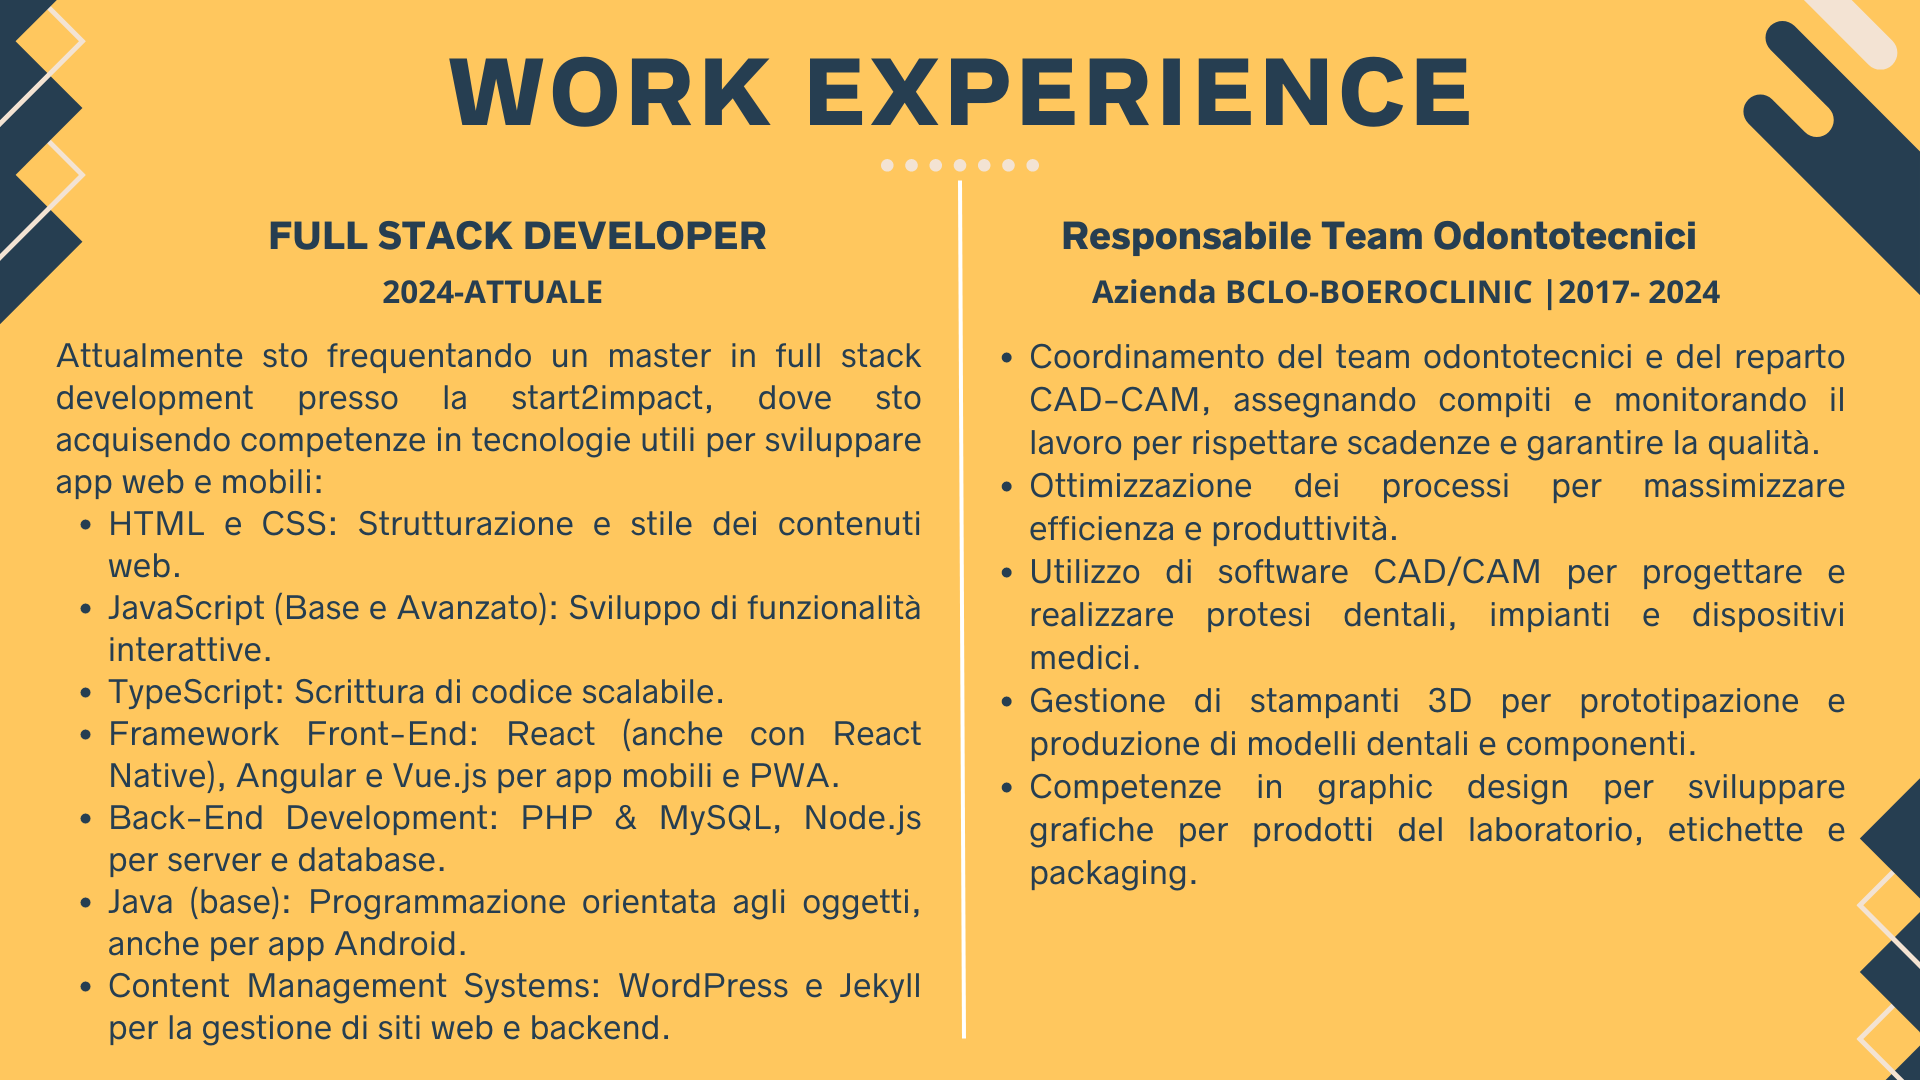 WORK EXPERIENCE
FULL STACK DEVELOPER
2024-ATTUALE
Attualmente sto frequentando un master in full stack
development presso la start2impact, dove sto
acquisendo competenze in tecnologie utili per sviluppare
app web e mobili:
• HTML e CSS: Strutturazione e stile dei contenuti
web.
• JavaScript (Base e Avanzato): Sviluppo di funzionalità
interattive.
• TypeScript: Scrittura di codice scalabile.
• Framework Front-End: React (anche con React
Native), Angular e Vue.js per app mobili e PWA.
• Back-End Development: PHP & MySQL, Node.js
per server e database.
• Java (base): Programmazione orientata agli oggetti,
anche per app Android.
• Content Management Systems: WordPress e Jekyll
per la gestione di siti web e backend.
Responsabile Team Odontotecnici
Azienda BCLO-BOEROCLINIC |2017- 2024
• Coordinamento del team odontotecnici e del reparto
CAD-CAM, assegnando compiti e monitorando il
lavoro per rispettare scadenze e garantire la qualità.
• Ottimizzazione dei processi per massimizzare
efficienza e produttività.
• Utilizzo di software CAD/CAM per progettare e
realizzare protesi dentali, impianti e dispositivi
medici.
• Gestione di stampanti 3D per prototipazione e
produzione di modelli dentali e componenti.
• Competenze in graphic design per sviluppare
grafiche per prodotti del laboratorio, etichette e
packaging.